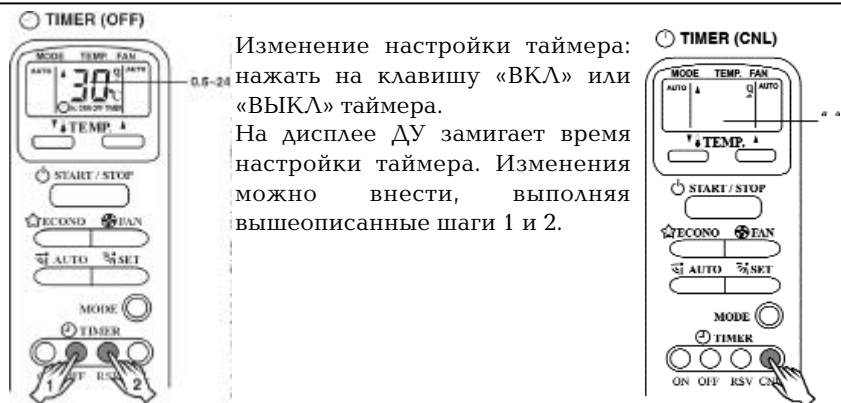 TIMER (OFF)
MODE TEMP. FAN
AUTO AUTO
30°C
0.5~24
TEMP.
START / STOP
ECONO FAN
AUTO SET
MODE
TIMER
1 2
Изменение настройки таймера:
нажать на клавишу «ВКЛ» или
«ВЫКЛ» таймера.
На дисплее ДУ замигает время
настройки таймера. Изменения
можно внести, выполняя
вышеописанные шаги 1 и 2.
TIMER (CNL)
MODE TEMP. FAN
AUTO AUTO
TEMP.
START / STOP
ECONO FAN
AUTO SET
MODE
TIMER
ON OFF RSV CNL